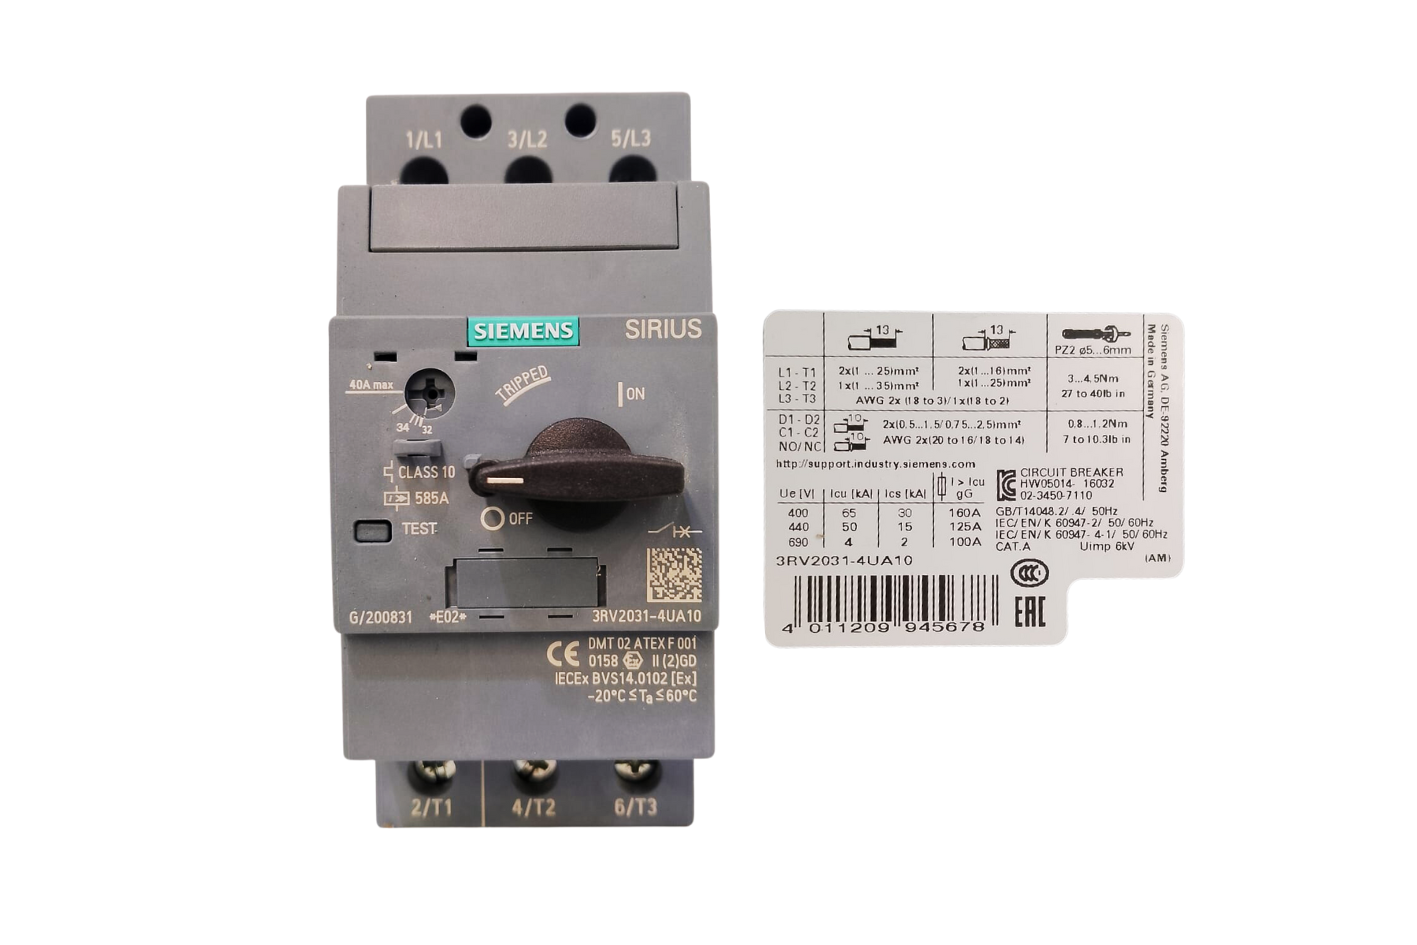 1/L1 3/L2 5/L3
SIEMENS SIRIUS
TRIPPED
ON
40A max
34 32
CLASS 10
I>> 585A
OFF
TEST
G/200831 *E02* 3RV2031-4UA10
CE DMT 02 ATEX F 001
0158 Ex II (2)GD
IECEx BVS14.0102 [Ex]
-20°C ≤ Ta ≤ 60°C
2/T1 4/T2 6/T3
13 13
PZ2 ø5...6mm
L1 - T1 2x(1 ... 25)mm² 2x(1...16)mm²
L2 - T2 1x(1 ... 35)mm² 1x(1...25)mm² 3...4.5Nm
L3 - T3 AWG 2x (18 to 3)/1x(18 to 2) 27 to 40lb in
D1 - D2 10 2x(0,5...1.5/0.75...2,5)mm² 0.8...1.2Nm
C1 - C2 10 AWG 2x(20 to 16/18 to 14) 7 to 10.3lb in
NO/ NC
http://support.industry.siemens.com
Ue [V] Icu [kA] Ics [kA] I > Icu gG
400 65 30 160A
440 50 15 125A
690 4 2 100A
3RV2031-4UA10
4 011209 945678
CIRCUIT BREAKER
HW05014- 16032
02-3450-7110
GB/T14048.2/ .4/ 50Hz
IEC/ EN/ K 60947-2/ 50/ 60Hz
IEC/ EN/ K 60947- 4-1/ 50/ 60Hz
CAT.A Uimp 6kV
(AM)
CCC
EAC
Siemens AG, DE-92220 Amberg
Made in Germany